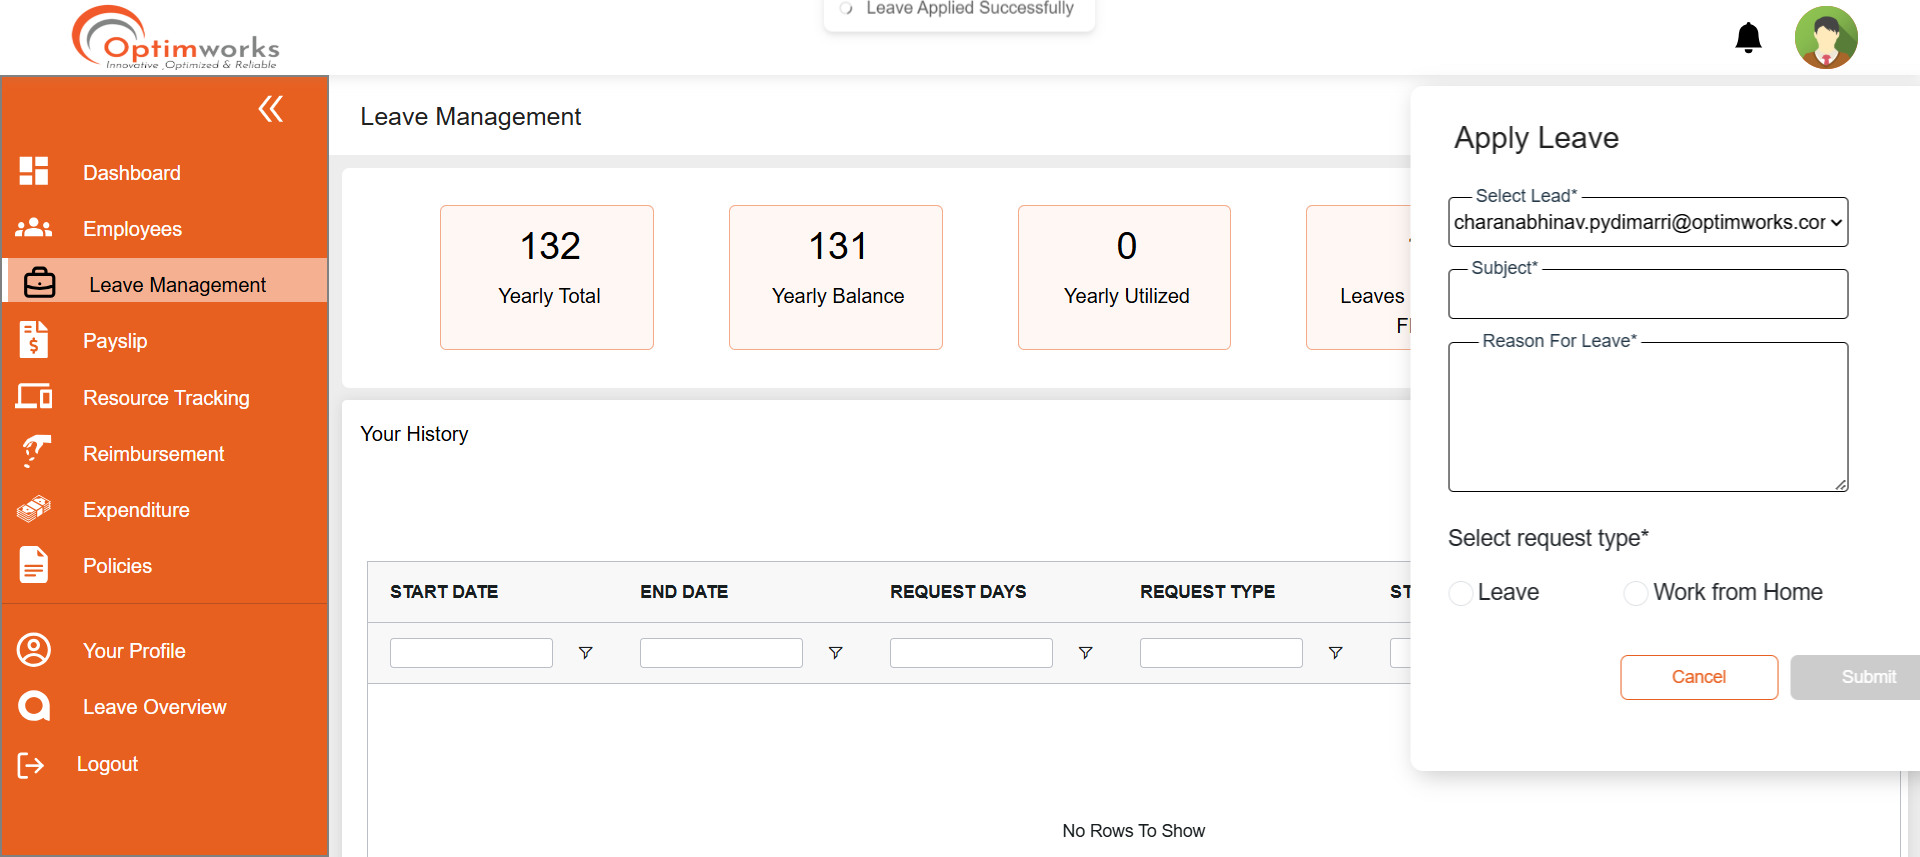 Leave Applied Successfully
Optimworks
Innovative ,Optimized & Reliable
Dashboard
Employees
Leave Management
Payslip
Resource Tracking
Reimbursement
Expenditure
Policies
Your Profile
Leave Overview
Logout
Leave Management
132
Yearly Total
131
Yearly Balance
0
Yearly Utilized
Leaves
Your History
START DATE
END DATE
REQUEST DAYS
REQUEST TYPE
ST
No Rows To Show
Apply Leave
Select Lead*
charanabhinav.pydimarri@optimworks.cor
Subject*
Reason For Leave*
Select request type*
Leave
Work from Home
Cancel
Submit